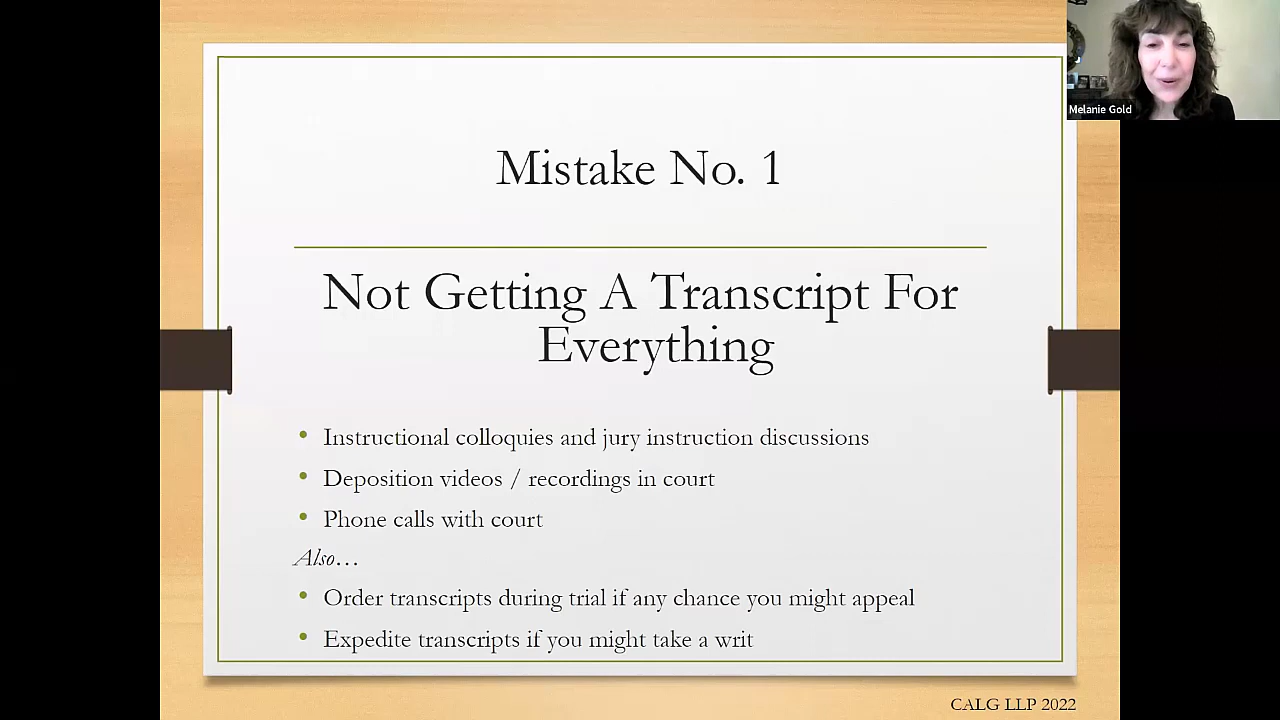 Melanie Gold
Mistake No. 1
Not Getting A Transcript For
Everything
• Instructional colloquies and jury instruction discussions
• Deposition videos / recordings in court
• Phone calls with court
Also…
• Order transcripts during trial if any chance you might appeal
• Expedite transcripts if you might take a writ
CALG LLP 2022